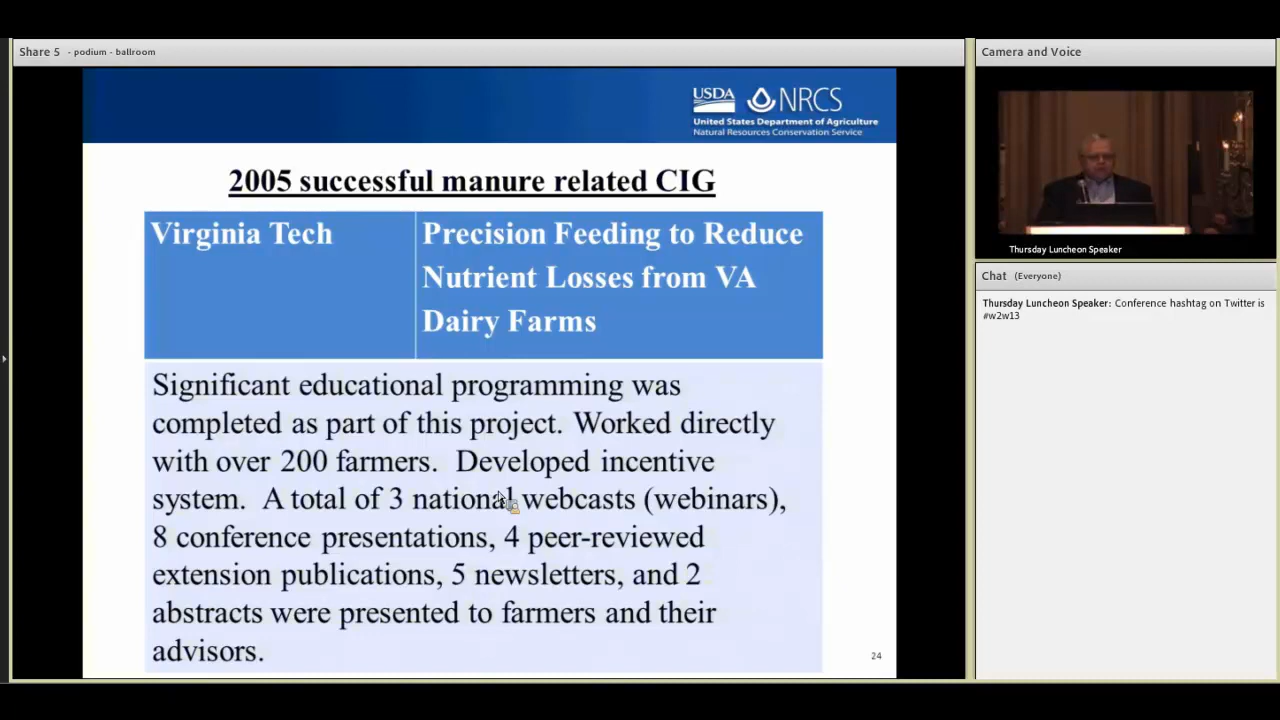 Share 5 - podium - ballroom
USDA NRCS
United States Department of Agriculture
Natural Resources Conservation Service
2005 successful manure related CIG
Virginia Tech
Precision Feeding to Reduce
Nutrient Losses from VA
Dairy Farms
Significant educational programming was
completed as part of this project. Worked directly
with over 200 farmers. Developed incentive
system. A total of 3 national webcasts (webinars),
8 conference presentations, 4 peer-reviewed
extension publications, 5 newsletters, and 2
abstracts were presented to farmers and their
advisors.
24
Camera and Voice
Thursday Luncheon Speaker
Chat (Everyone)
Thursday Luncheon Speaker: Conference hashtag on Twitter is
#w2w13